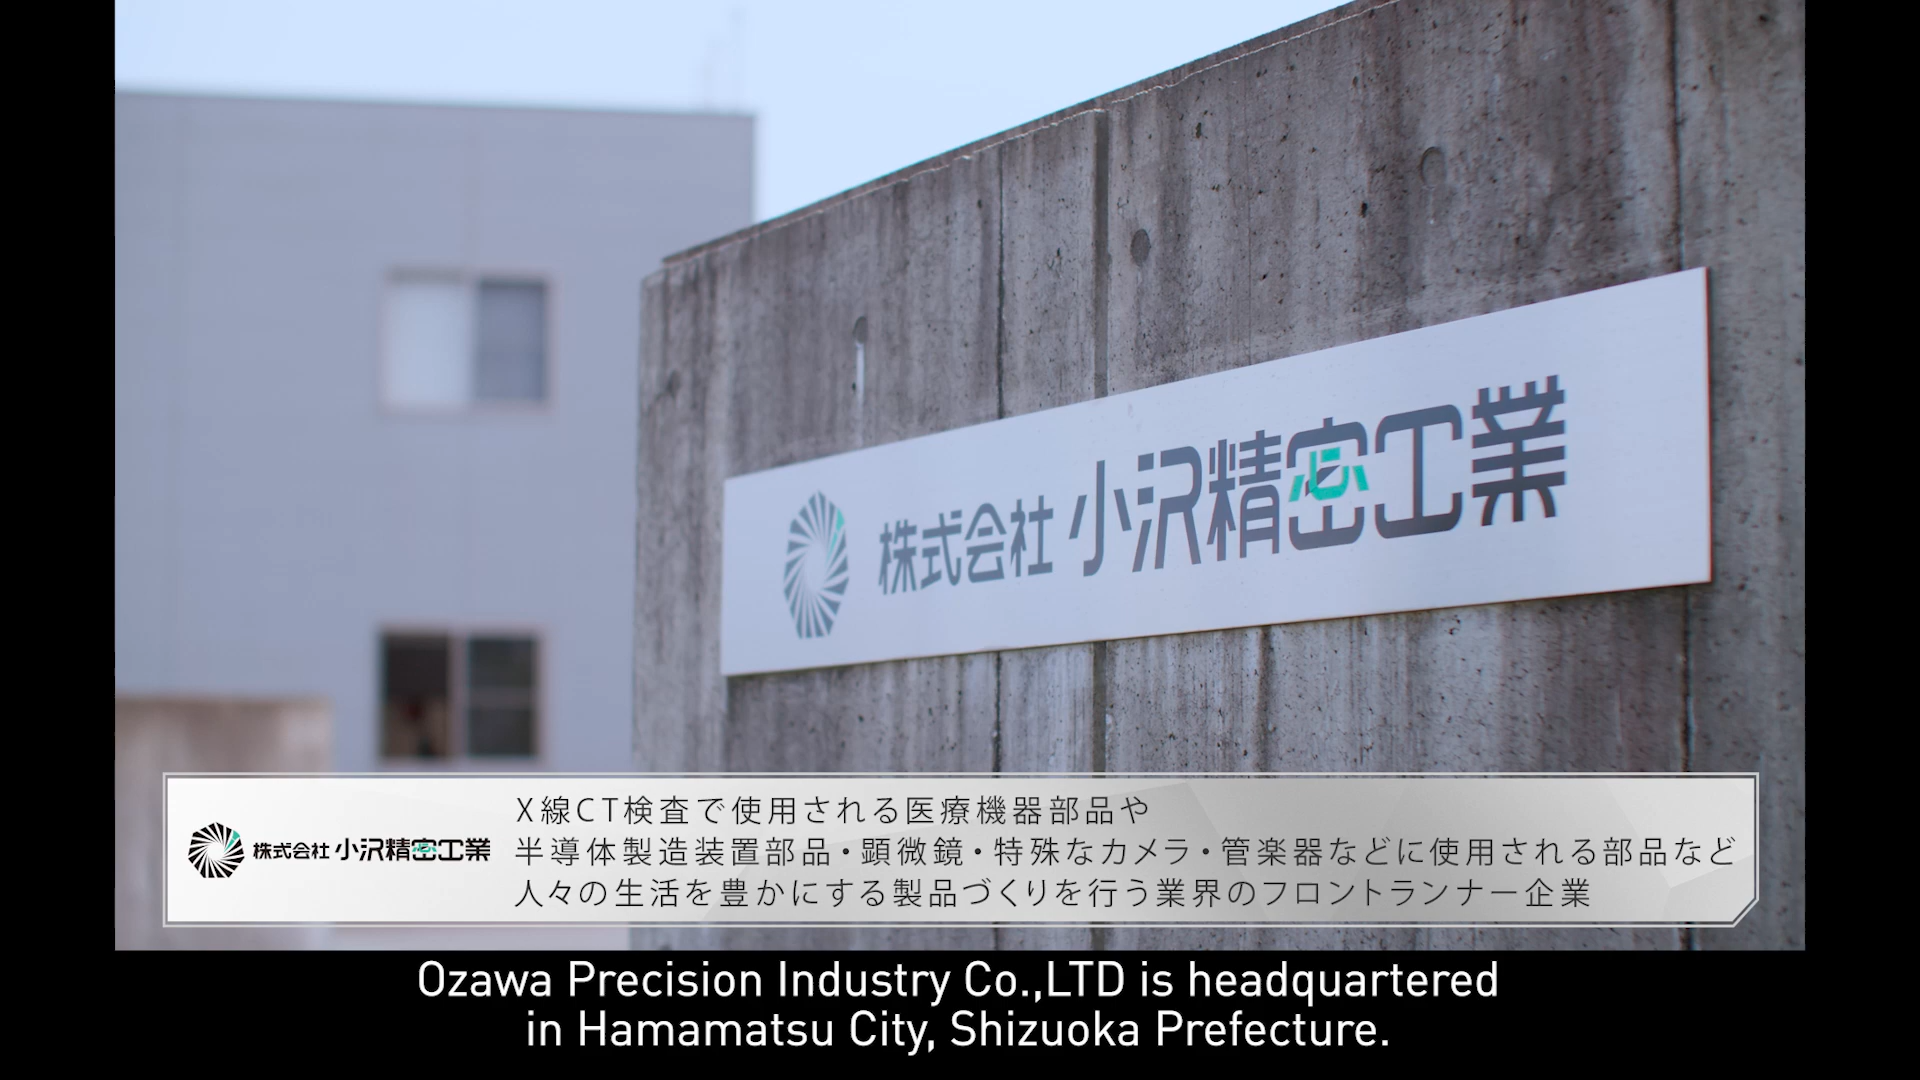 株式会社 小沢精密工業
株式会社 小沢精密工業
X線CT検査で使用される医療機器部品や
半導体製造装置部品・顕微鏡・特殊なカメラ・管楽器などに使用される部品など
人々の生活を豊かにする製品づくりを行う業界のフロントランナー企業
Ozawa Precision Industry Co.,LTD is headquartered
in Hamamatsu City, Shizuoka Prefecture.